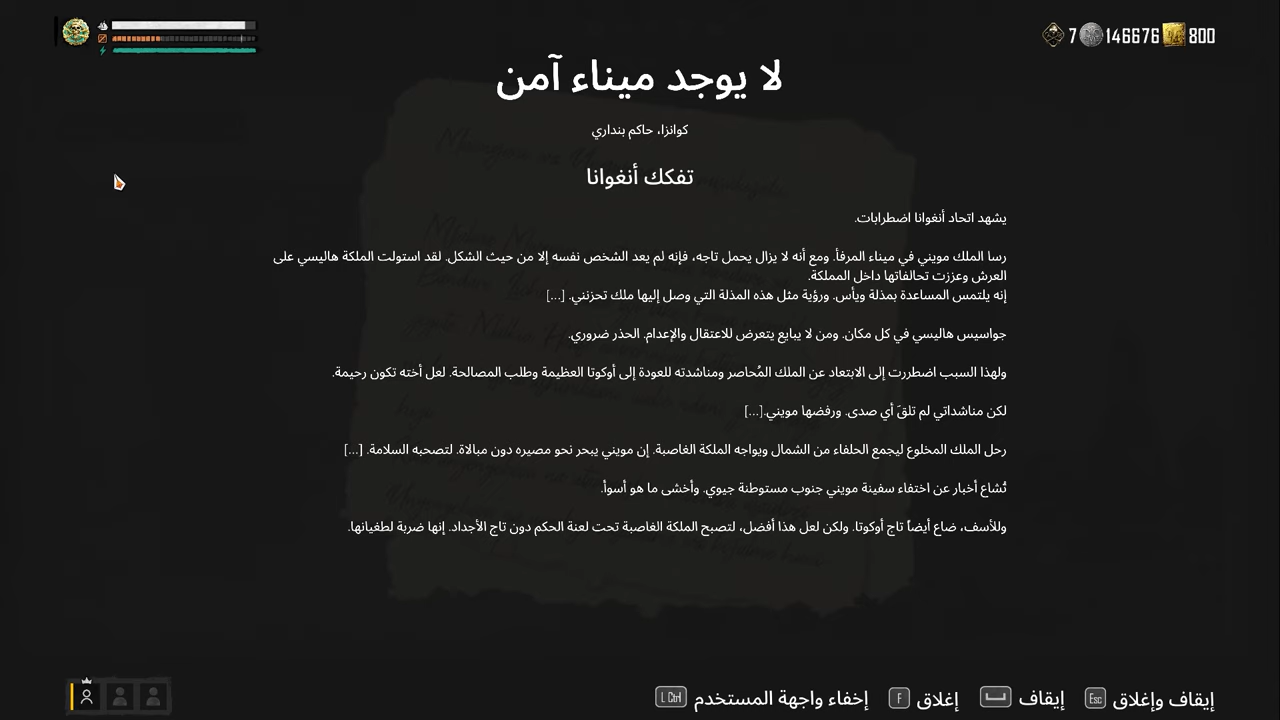 7 146676 800
لا يوجد ميناء آمن
كوانزا، حاكم بنداري
تفكك أنغوانا
يشهد اتحاد أنغوانا اضطرابات.
رسا الملك مويني في ميناء المرفأ. ومع أنه لا يزال يحمل تاجه، فإنه لم يعد الشخص نفسه إلا من حيث الشكل. لقد استولت الملكة هاليسي على
العرش وعززت تحالفاتها داخل المملكة.
إنه يلتمس المساعدة بمذلة ويأس. ورؤية مثل هذه المذلة التي وصل إليها ملك تحزنني. [...]
جواسيس هاليسي في كل مكان. ومن لا يبايع يتعرض للاعتقال والإعدام. الحذر ضروري.
ولهذا السبب اضطررت إلى الابتعاد عن الملك المُحاصر ومناشدته للعودة إلى أوكوتا العظيمة وطلب المصالحة. لعل أخته تكون رحيمة.
لكن مناشداتي لم تلقَ أي صدى. ورفضها مويني.[...]
رحل الملك المخلوع ليجمع الحلفاء من الشمال ويواجه الملكة الغاصبة. إن مويني يبحر نحو مصيره دون مبالاة. لتصحبه السلامة. [...]
تُشاع أخبار عن اختفاء سفينة مويني جنوب مستوطنة جيوي. وأخشى ما هو أسوأ.
وللأسف، ضاع أيضاً تاج أوكوتا. ولكن لعل هذا أفضل، لتصبح الملكة الغاصبة تحت لعنة الحكم دون تاج الأجداد. إنها ضربة لطغيانها.
إيقاف وإغلاق Esc إيقاف إغلاق F إخفاء واجهة المستخدم L Ctrl